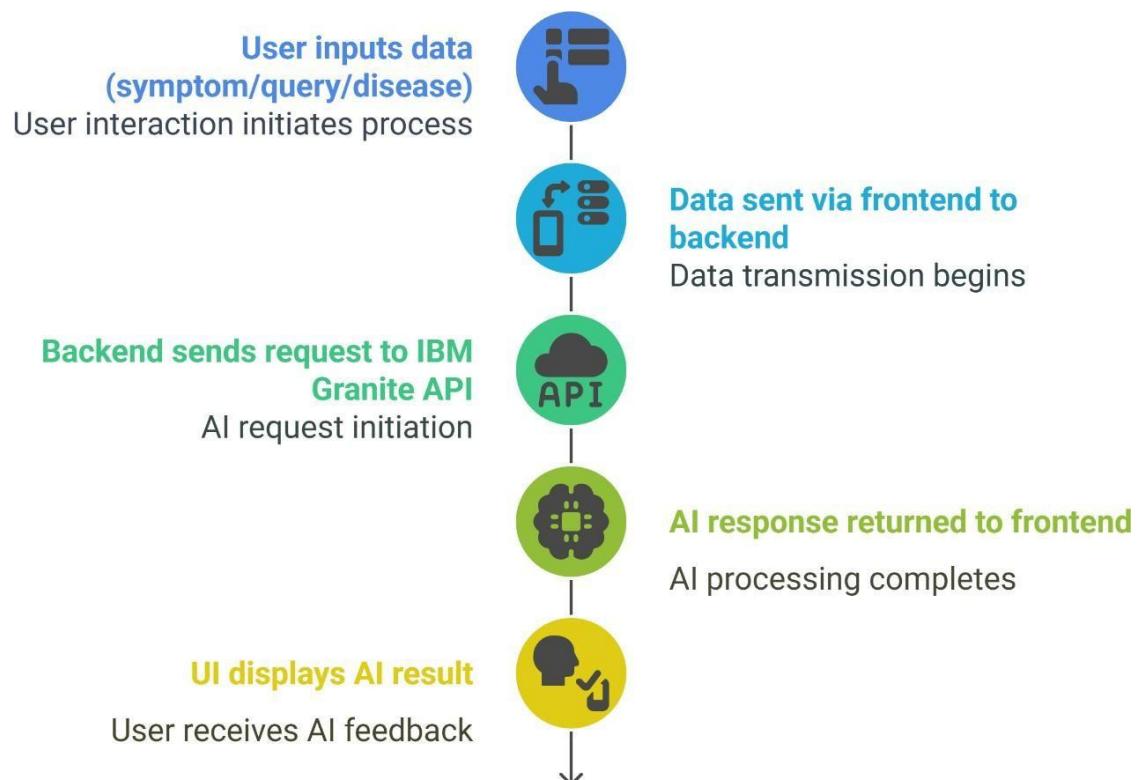 User inputs data
(symptom/query/disease)
User interaction initiates process
Data sent via frontend to
backend
Data transmission begins
Backend sends request to IBM
Granite API
AI request initiation
API
AI response returned to frontend
AI processing completes
UI displays AI result
User receives AI feedback